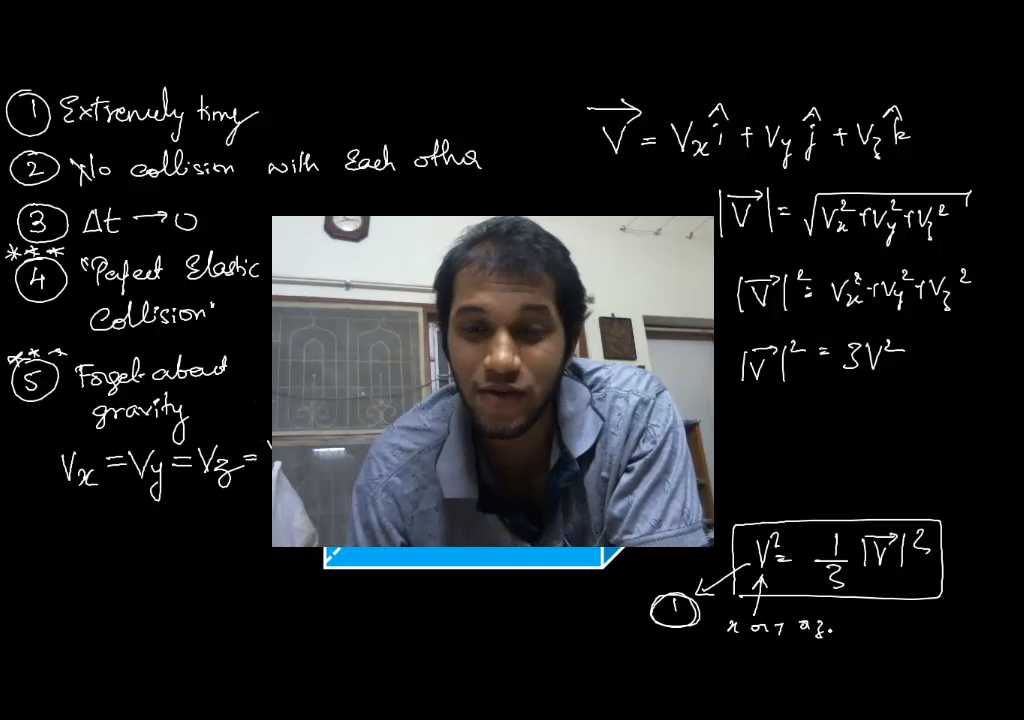 ① Extremely tiny
② No collision with Each other
③ Δt → 0
***
④ "Perfect Elastic
Collision"
***
⑤ Forget about
gravity
Vx = Vy = Vz =
V⃗ = Vx î + Vy ĵ + Vz k̂
|V⃗| = √(Vx² + Vy² + Vz²)
|V⃗|² = Vx² + Vy² + Vz²
|V⃗|² = 3V²
V² = 1/3 |V⃗|²
①
x or y